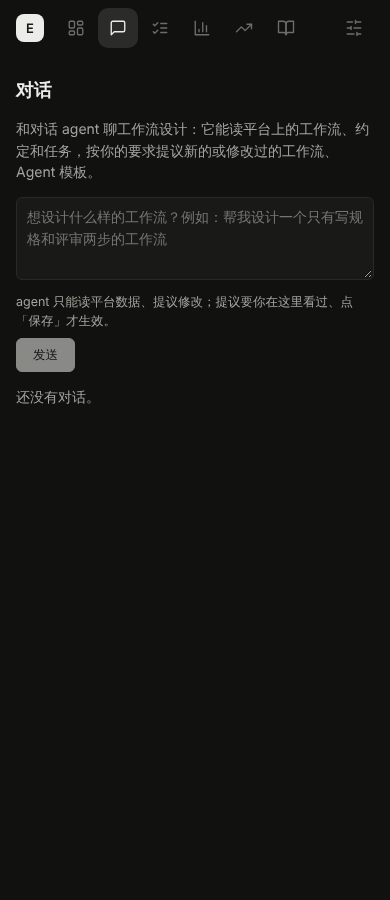 E
对话
和对话 agent 聊工作流设计：它能读平台上的工作流、约
定和任务，按你的要求提议新的或修改过的工作流、
Agent 模板。
想设计什么样的工作流？例如：帮我设计一个只有写规
格和评审两步的工作流
agent 只能读平台数据、提议修改；提议要你在这里看过、点
「保存」才生效。
发送
还没有对话。